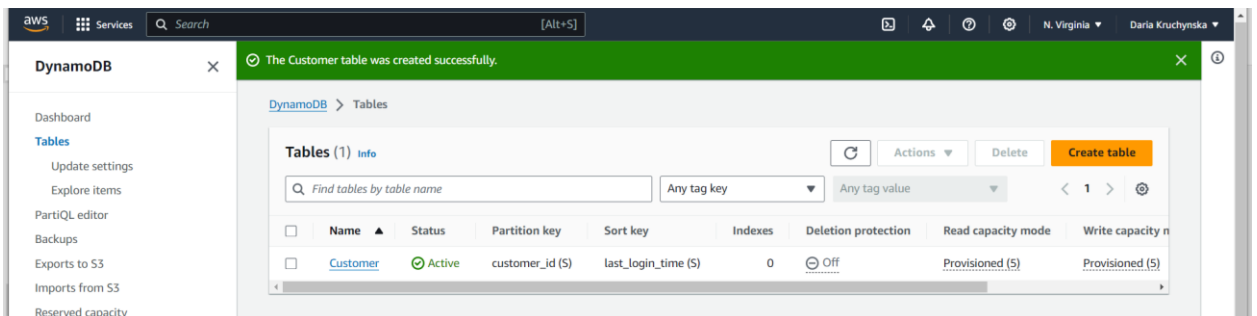 aws Services Search [Alt+S] N. Virginia Daria Kruchynska
DynamoDB
The Customer table was created successfully.
DynamoDB > Tables
Dashboard
Tables
Update settings
Explore items
PartiQL editor
Backups
Exports to S3
Imports from S3
Reserved capacity
Tables (1) Info Actions Delete Create table
Find tables by table name Any tag key Any tag value 1
Name Status Partition key Sort key Indexes Deletion protection Read capacity mode Write capacity
Customer Active customer_id (S) last_login_time (S) 0 Off Provisioned (5) Provisioned (5)